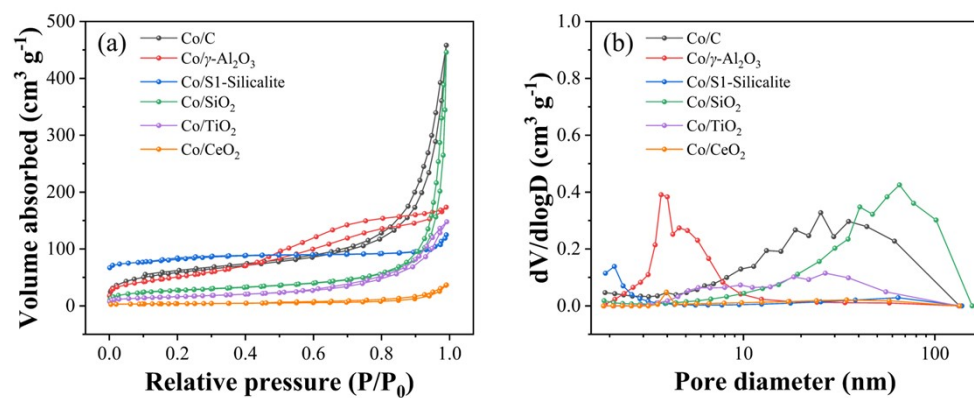 (a)
Co/C
Co/γ-Al₂O₃
Co/S1-Silicalite
Co/SiO₂
Co/TiO₂
Co/CeO₂
Volume absorbed (cm³ g⁻¹)
500
400
300
200
100
0
0.0 0.2 0.4 0.6 0.8 1.0
Relative pressure (P/P₀)
(b)
Co/C
Co/γ-Al₂O₃
Co/S1-Silicalite
Co/SiO₂
Co/TiO₂
Co/CeO₂
dV/dlogD (cm³ g⁻¹)
1.0
0.8
0.6
0.4
0.2
0.0
10 100
Pore diameter (nm)